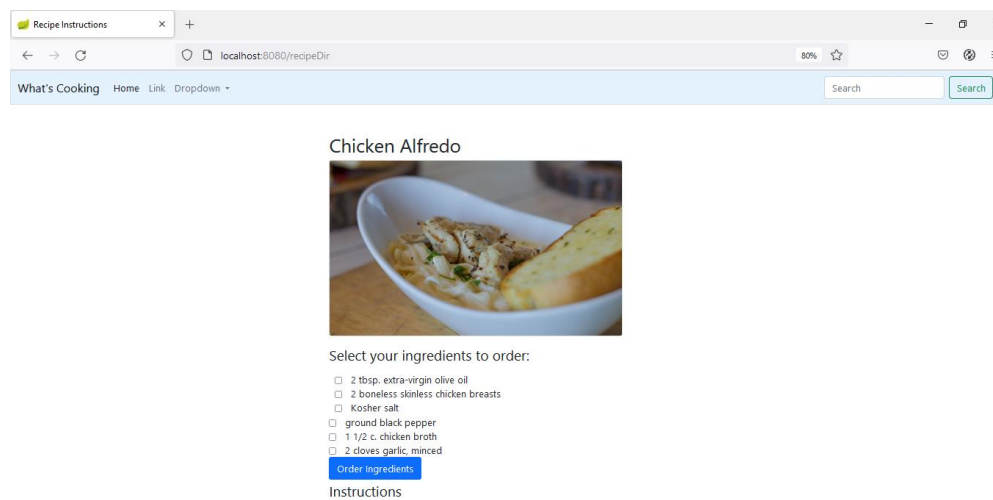 Recipe Instructions
localhost:8080/recipeDir 80%
What's Cooking Home Link Dropdown Search Search
Chicken Alfredo
Select your ingredients to order:
2 tbsp. extra-virgin olive oil
2 boneless skinless chicken breasts
Kosher salt
ground black pepper
1 1/2 c. chicken broth
2 cloves garlic, minced
Order Ingredients
Instructions